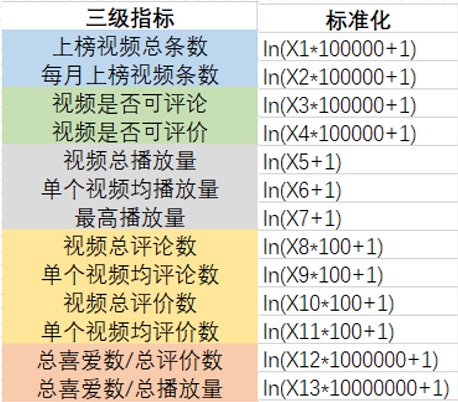 三级指标 标准化
上榜视频总条数 ln(X1*100000+1)
每月上榜视频条数 ln(X2*100000+1)
视频是否可评论 ln(X3*100000+1)
视频是否可评价 ln(X4*100000+1)
视频总播放量 ln(X5+1)
单个视频均播放量 ln(X6+1)
最高播放量 ln(X7+1)
视频总评论数 ln(X8*100+1)
单个视频均评论数 ln(X9*100+1)
视频总评价数 ln(X10*100+1)
单个视频均评价数 ln(X11*100+1)
总喜爱数/总评价数 ln(X12*1000000+1)
总喜爱数/总播放量 ln(X13*10000000+1)